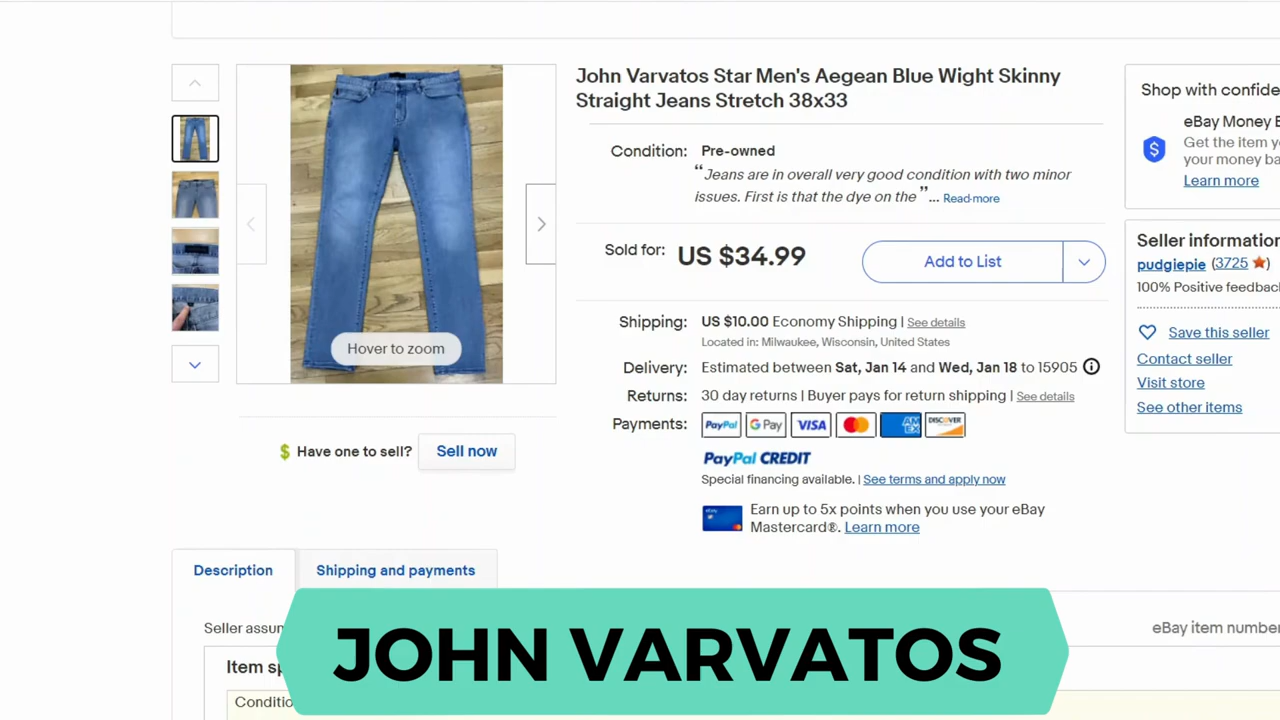 John Varvatos Star Men's Aegean Blue Wight Skinny
Straight Jeans Stretch 38x33
Condition: Pre-owned
“Jeans are in overall very good condition with two minor
issues. First is that the dye on the ”... Read more
Sold for: US $34.99
Add to List
Shipping: US $10.00 Economy Shipping | See details
Located in: Milwaukee, Wisconsin, United States
Delivery: Estimated between Sat, Jan 14 and Wed, Jan 18 to 15905
Returns: 30 day returns | Buyer pays for return shipping | See details
Payments: PayPal G Pay VISA AM EX DISCOVER
PayPal CREDIT
Special financing available. | See terms and apply now
Earn up to 5x points when you use your eBay
Mastercard®. Learn more
Hover to zoom
Have one to sell? Sell now
Shop with confide
eBay Money B
Get the item y
your money ba
Learn more
Seller information
pudgiepie (3725 )
100% Positive feedback
Save this seller
Contact seller
Visit store
See other items
Description
Shipping and payments
Seller assum
eBay item number
Item sp
Conditio
JOHN VARVATOS